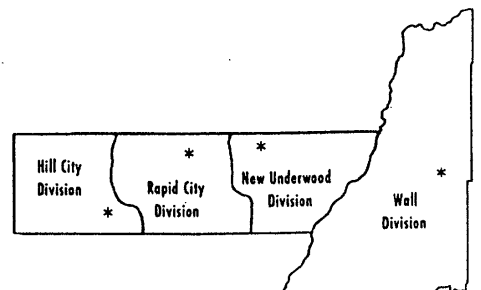 Hill City
Division
Rapid City
Division
New Underwood
Division
Wall
Division